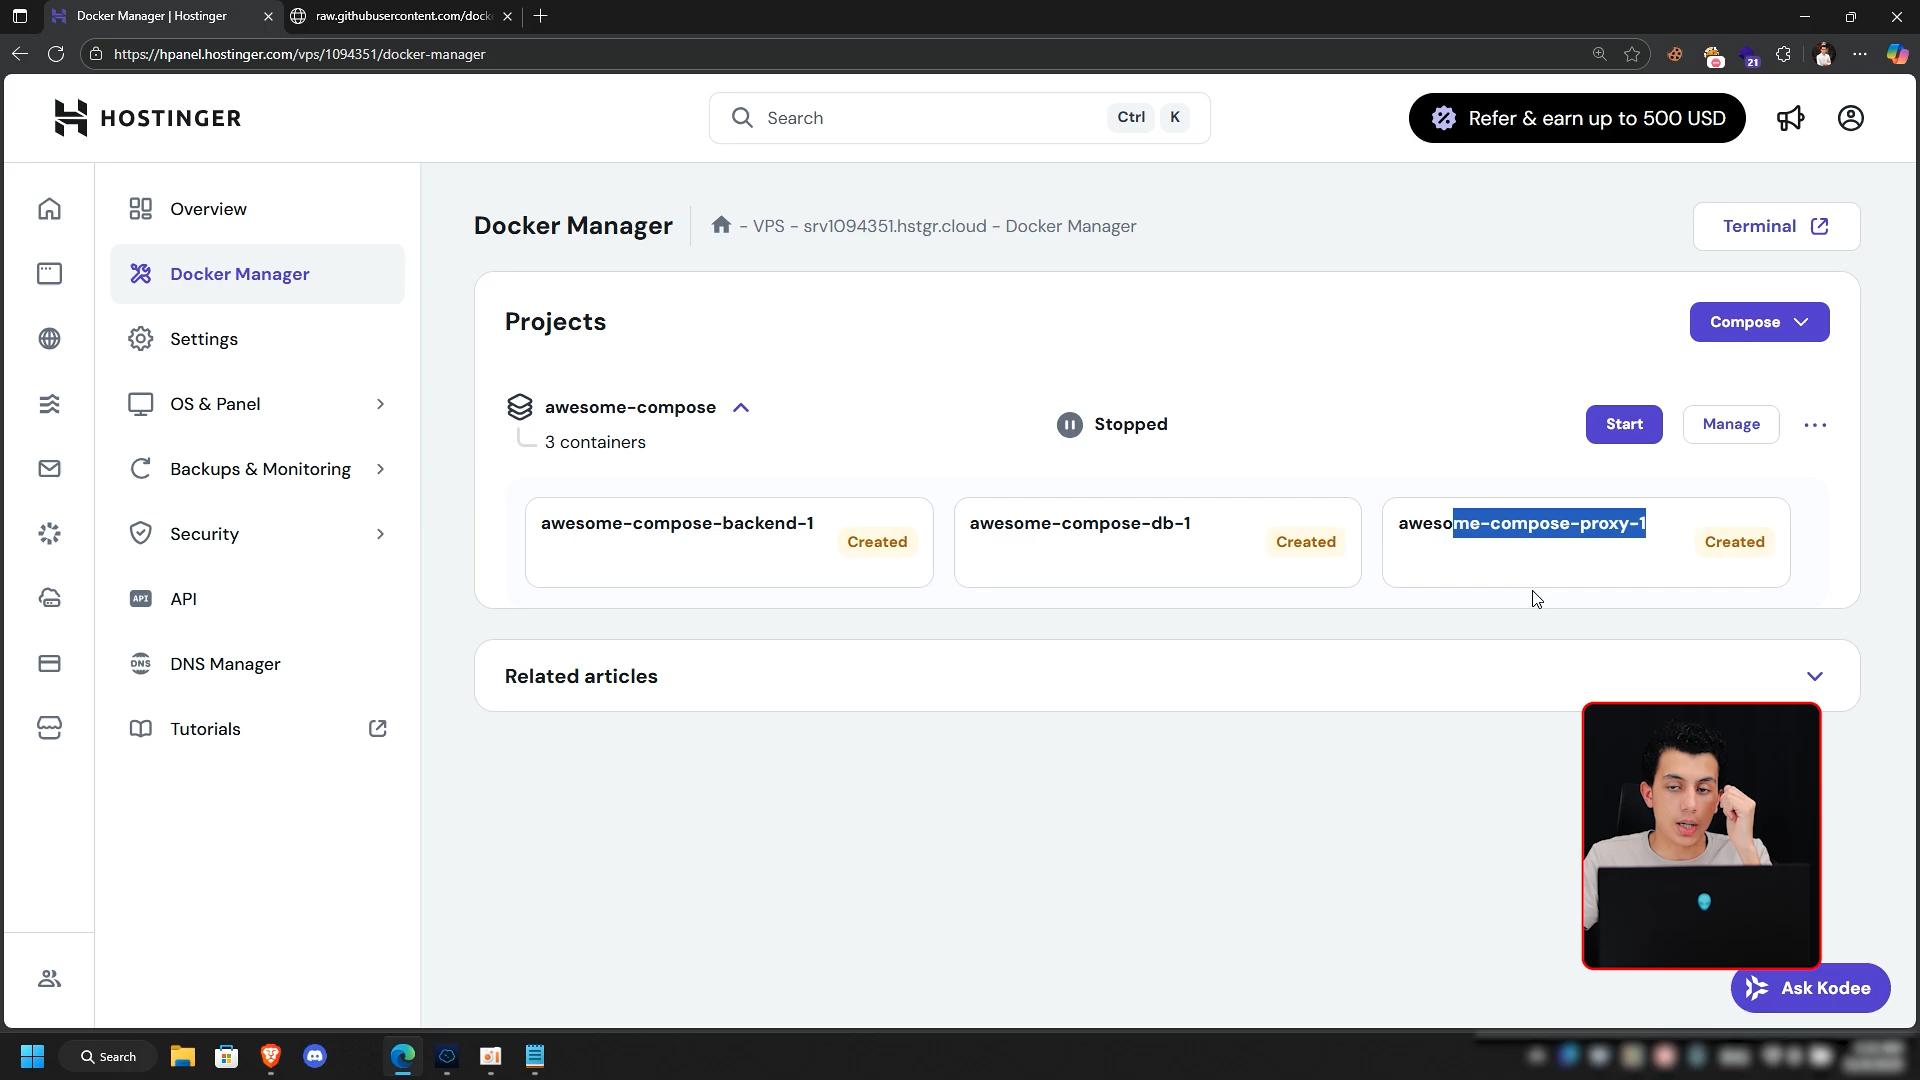 Docker Manager | Hostinger
raw.githubusercontent.com/dock
https://hpanel.hostinger.com/vps/1094351/docker-manager
21
HOSTINGER
Search
Ctrl
K
Refer & earn up to 500 USD
Overview
Docker Manager
Settings
OS & Panel
Backups & Monitoring
Security
API
API
DNS
DNS Manager
Tutorials
Docker Manager
- VPS - srv1094351.hstgr.cloud - Docker Manager
Terminal
Projects
Compose
awesome-compose
3 containers
Stopped
Start
Manage
awesome-compose-backend-1
Created
awesome-compose-db-1
Created
awesome-compose-proxy-1
Created
Related articles
Ask Kodee
Search